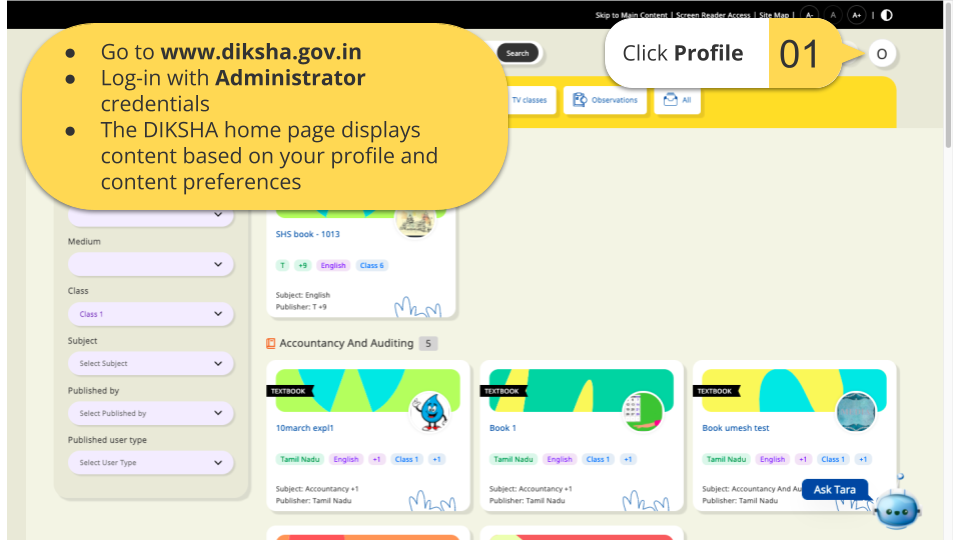 Skip to Main Content | Screen Reader Access | Site Map | A- A A+ |
● Go to www.diksha.gov.in
● Log-in with Administrator
credentials
● The DIKSHA home page displays
content based on your profile and
content preferences
Search
Click Profile
01
O
TV classes
Observations
All
Medium
Class
Class 1
Subject
Select Subject
Published by
Select Published by
Published user type
Select User Type
SHS book - 1013
T +9 English Class 6
Subject: English
Publisher: T +9
Accountancy And Auditing 5
TEXTBOOK
10march expl1
Tamil Nadu English +1 Class 1 +1
Subject: Accountancy +1
Publisher: Tamil Nadu
TEXTBOOK
Book 1
Tamil Nadu English Class 1 +1
Subject: Accountancy +1
Publisher: Tamil Nadu
TEXTBOOK
Book umesh test
Tamil Nadu English +1 Class 1 +1
Subject: Accountancy And Au
Publisher: Tamil Nadu
Ask Tara